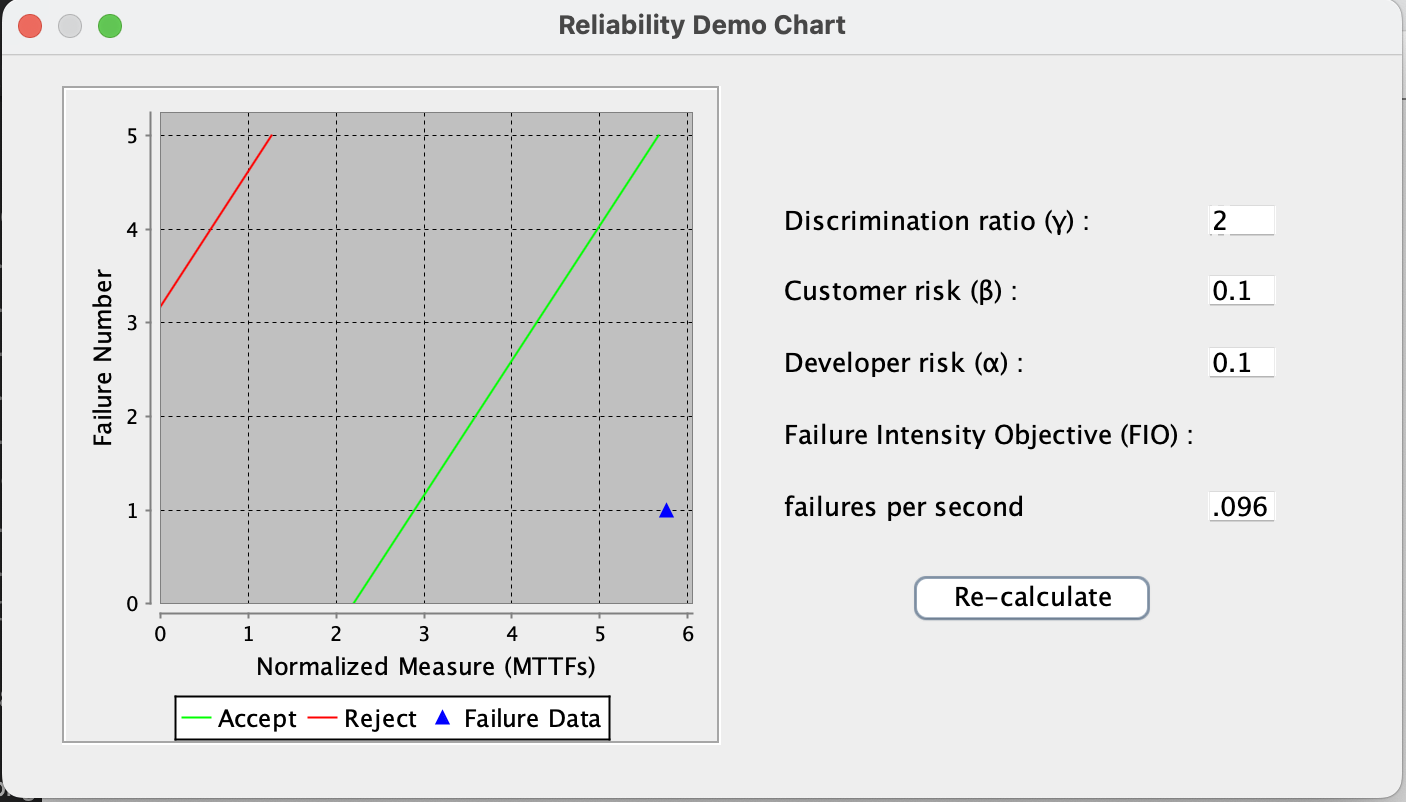 Reliability Demo Chart
5
4
3
2
1
0
Failure Number
0 1 2 3 4 5 6
Normalized Measure (MTTFs)
Accept Reject Failure Data
Discrimination ratio (γ) : 2
Customer risk (β) : 0.1
Developer risk (α) : 0.1
Failure Intensity Objective (FIO) :
failures per second .096
Re-calculate